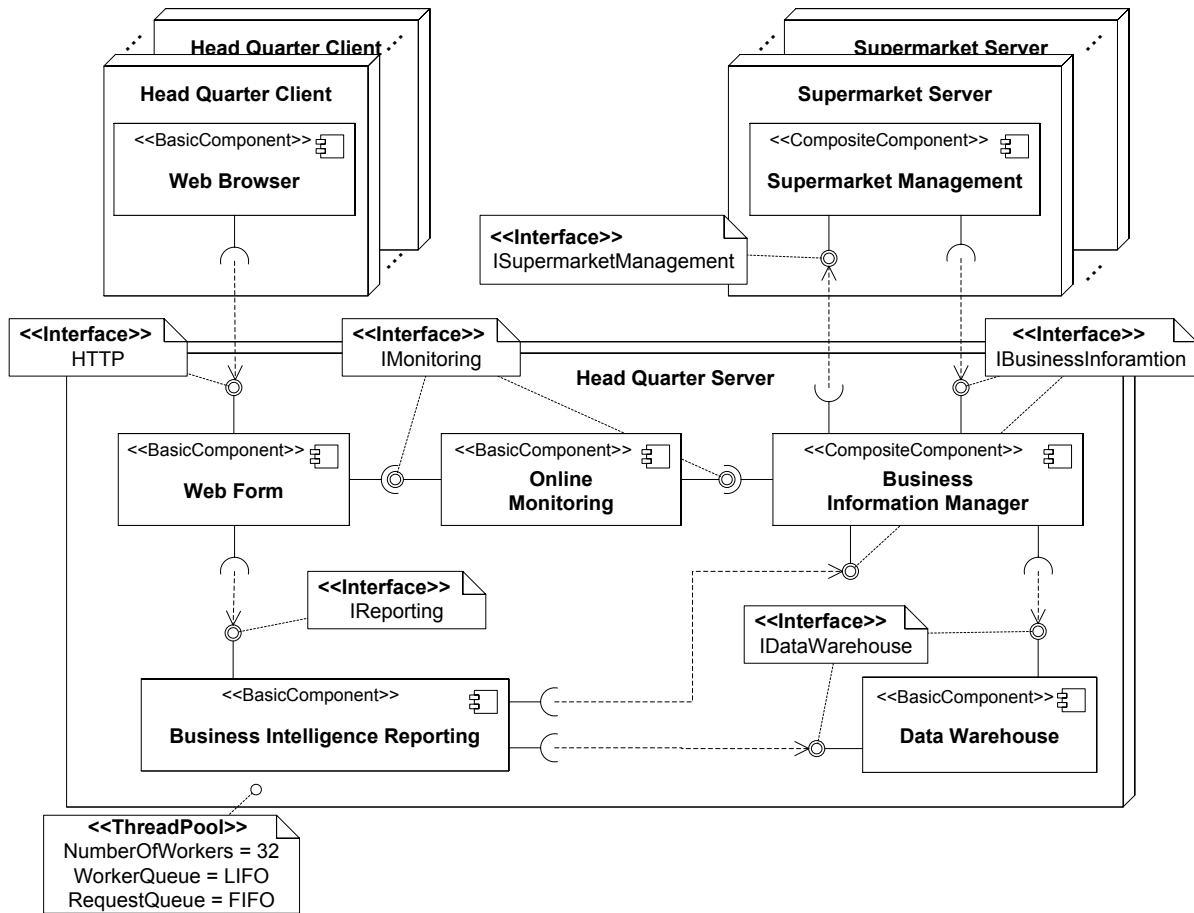 Head Quarter Client
Supermarket Server
Head Quarter Client
Supermarket Server
<<BasicComponent>>
Web Browser
<<CompositeComponent>>
Supermarket Management
<<Interface>>
ISupermarketManagement
<<Interface>>
HTTP
<<Interface>>
IMonitoring
<<Interface>>
IBusinessInforamtion
Head Quarter Server
<<BasicComponent>>
Web Form
<<BasicComponent>>
Online
Monitoring
<<CompositeComponent>>
Business
Information Manager
<<Interface>>
IReporting
<<Interface>>
IDataWarehouse
<<BasicComponent>>
Business Intelligence Reporting
<<BasicComponent>>
Data Warehouse
<<ThreadPool>>
NumberOfWorkers = 32
WorkerQueue = LIFO
RequestQueue = FIFO